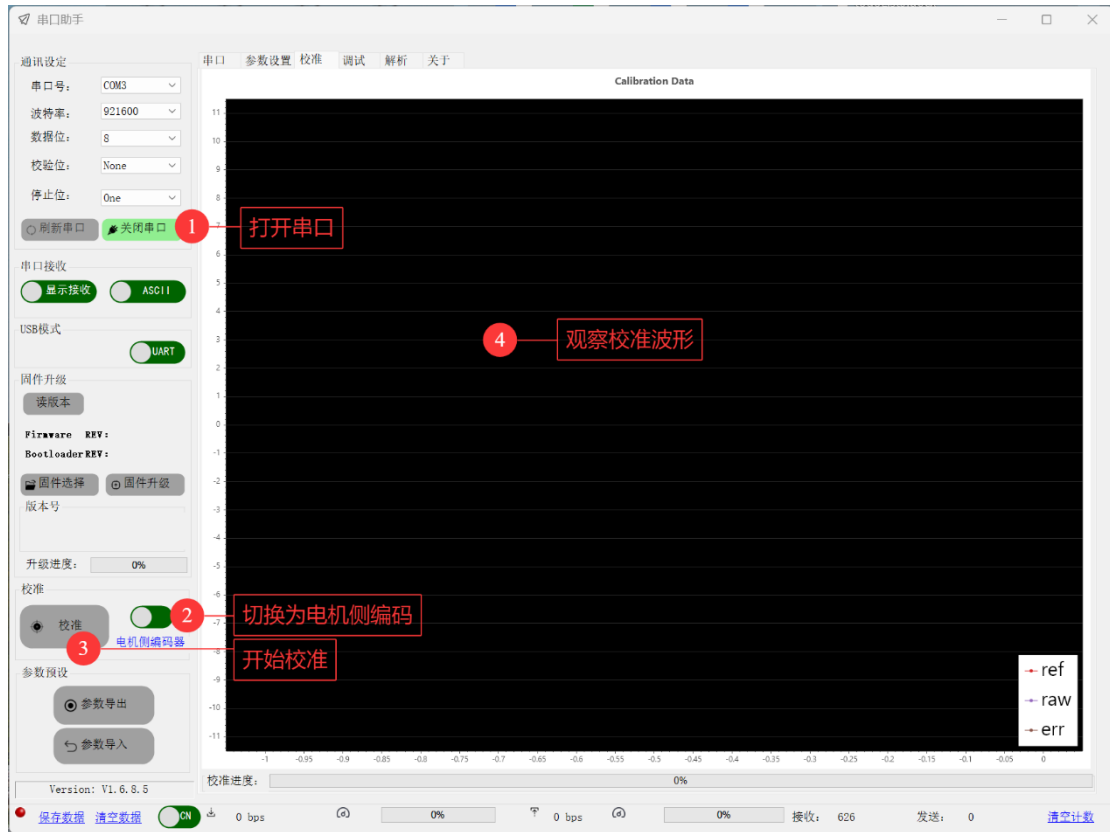 串口助手
通讯设定
串口号： COM3
波特率： 921600
数据位： 8
校验位： None
停止位： One
刷新串口 关闭串口
串口接收
显示接收 ASCII
USB模式
UART
固件升级
读版本
Firmware REV:
Bootloader REV:
固件选择 固件升级
版本号
升级进度： 0%
校准
校准
电机侧编码器
参数预设
参数导出
参数导入
Version: V1.6.8.5
串口 参数设置 校准 调试 解析 关于
Calibration Data
11
10
9
8
7
6
5
4
3
2
1
0
-1
-2
-3
-4
-5
-6
-7
-8
-9
-10
-11
-1 -0.95 -0.9 -0.85 -0.8 -0.75 -0.7 -0.65 -0.6 -0.55 -0.5 -0.45 -0.4 -0.35 -0.3 -0.25 -0.2 -0.15 -0.1 -0.05 0
1 打开串口
4 观察校准波形
2 切换为电机侧编码
3 开始校准
ref
raw
err
校准进度： 0%
保存数据 清空数据 CN 0 bps 0% 0 bps 0% 接收： 626 发送： 0 清空计数